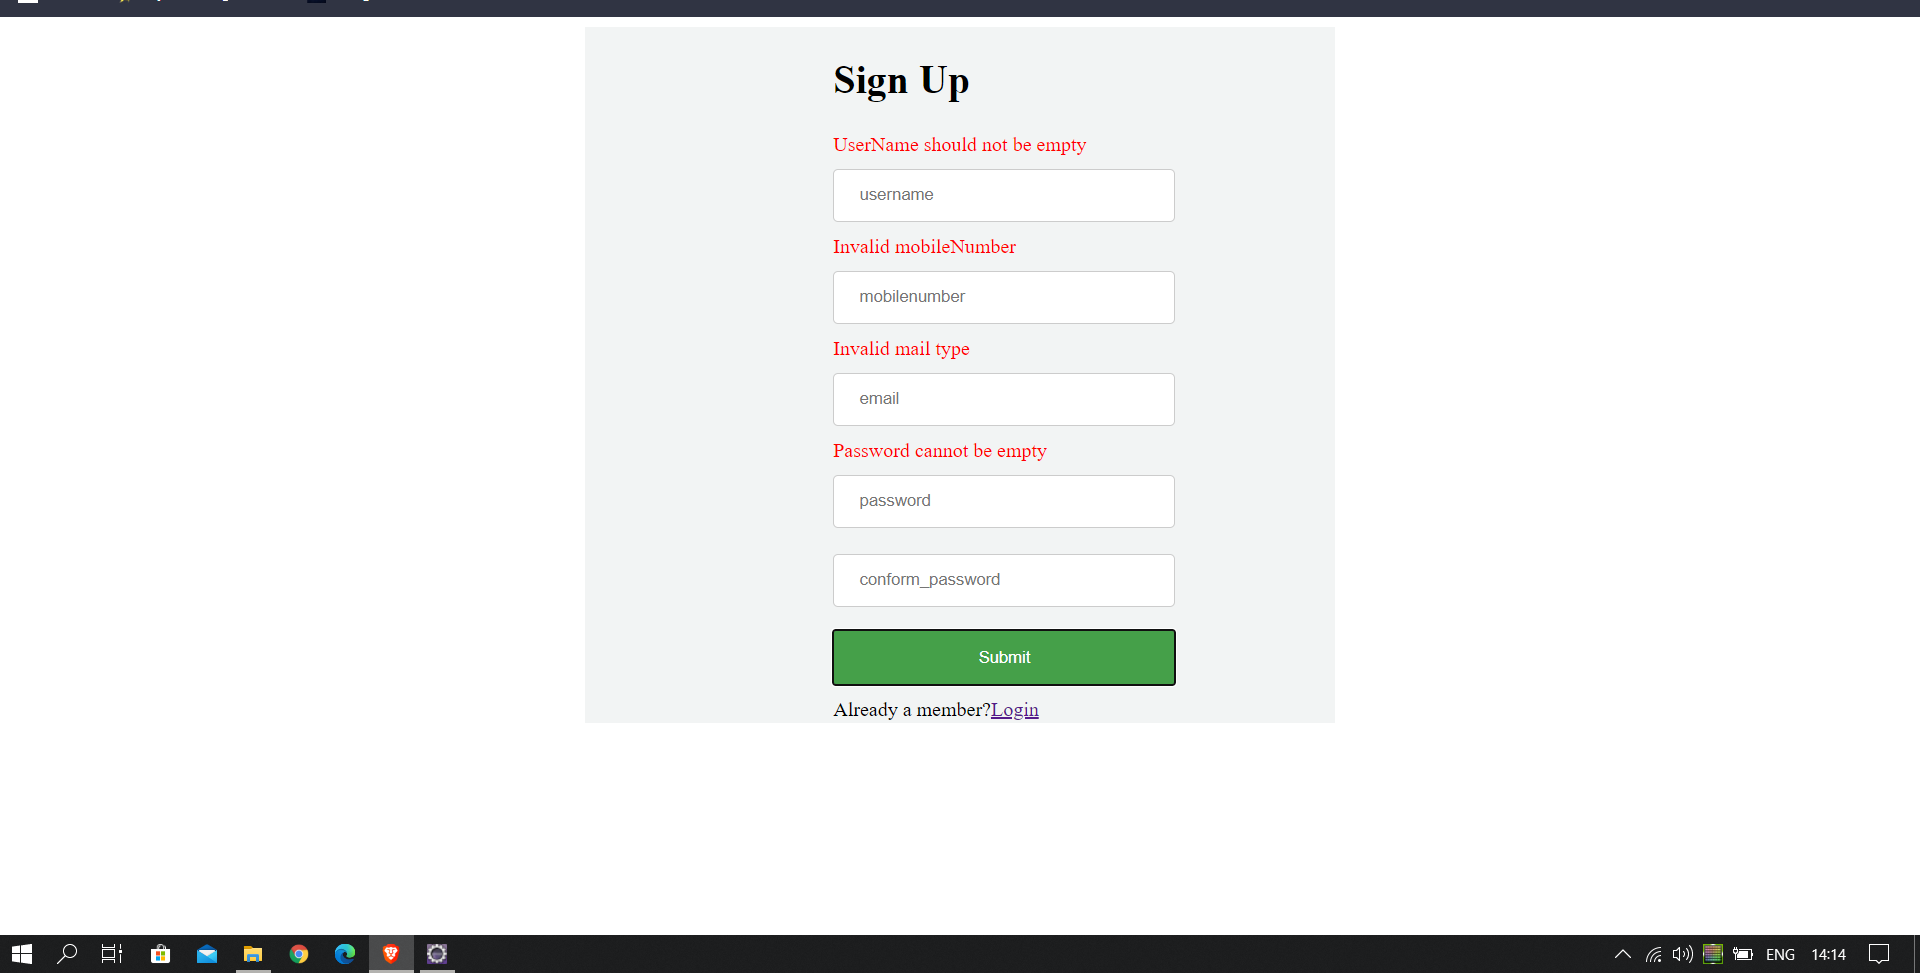 Sign Up
UserName should not be empty
username
Invalid mobileNumber
mobilenumber
Invalid mail type
email
Password cannot be empty
password
conform_password
Submit
Already a member?Login
ENG 14:14